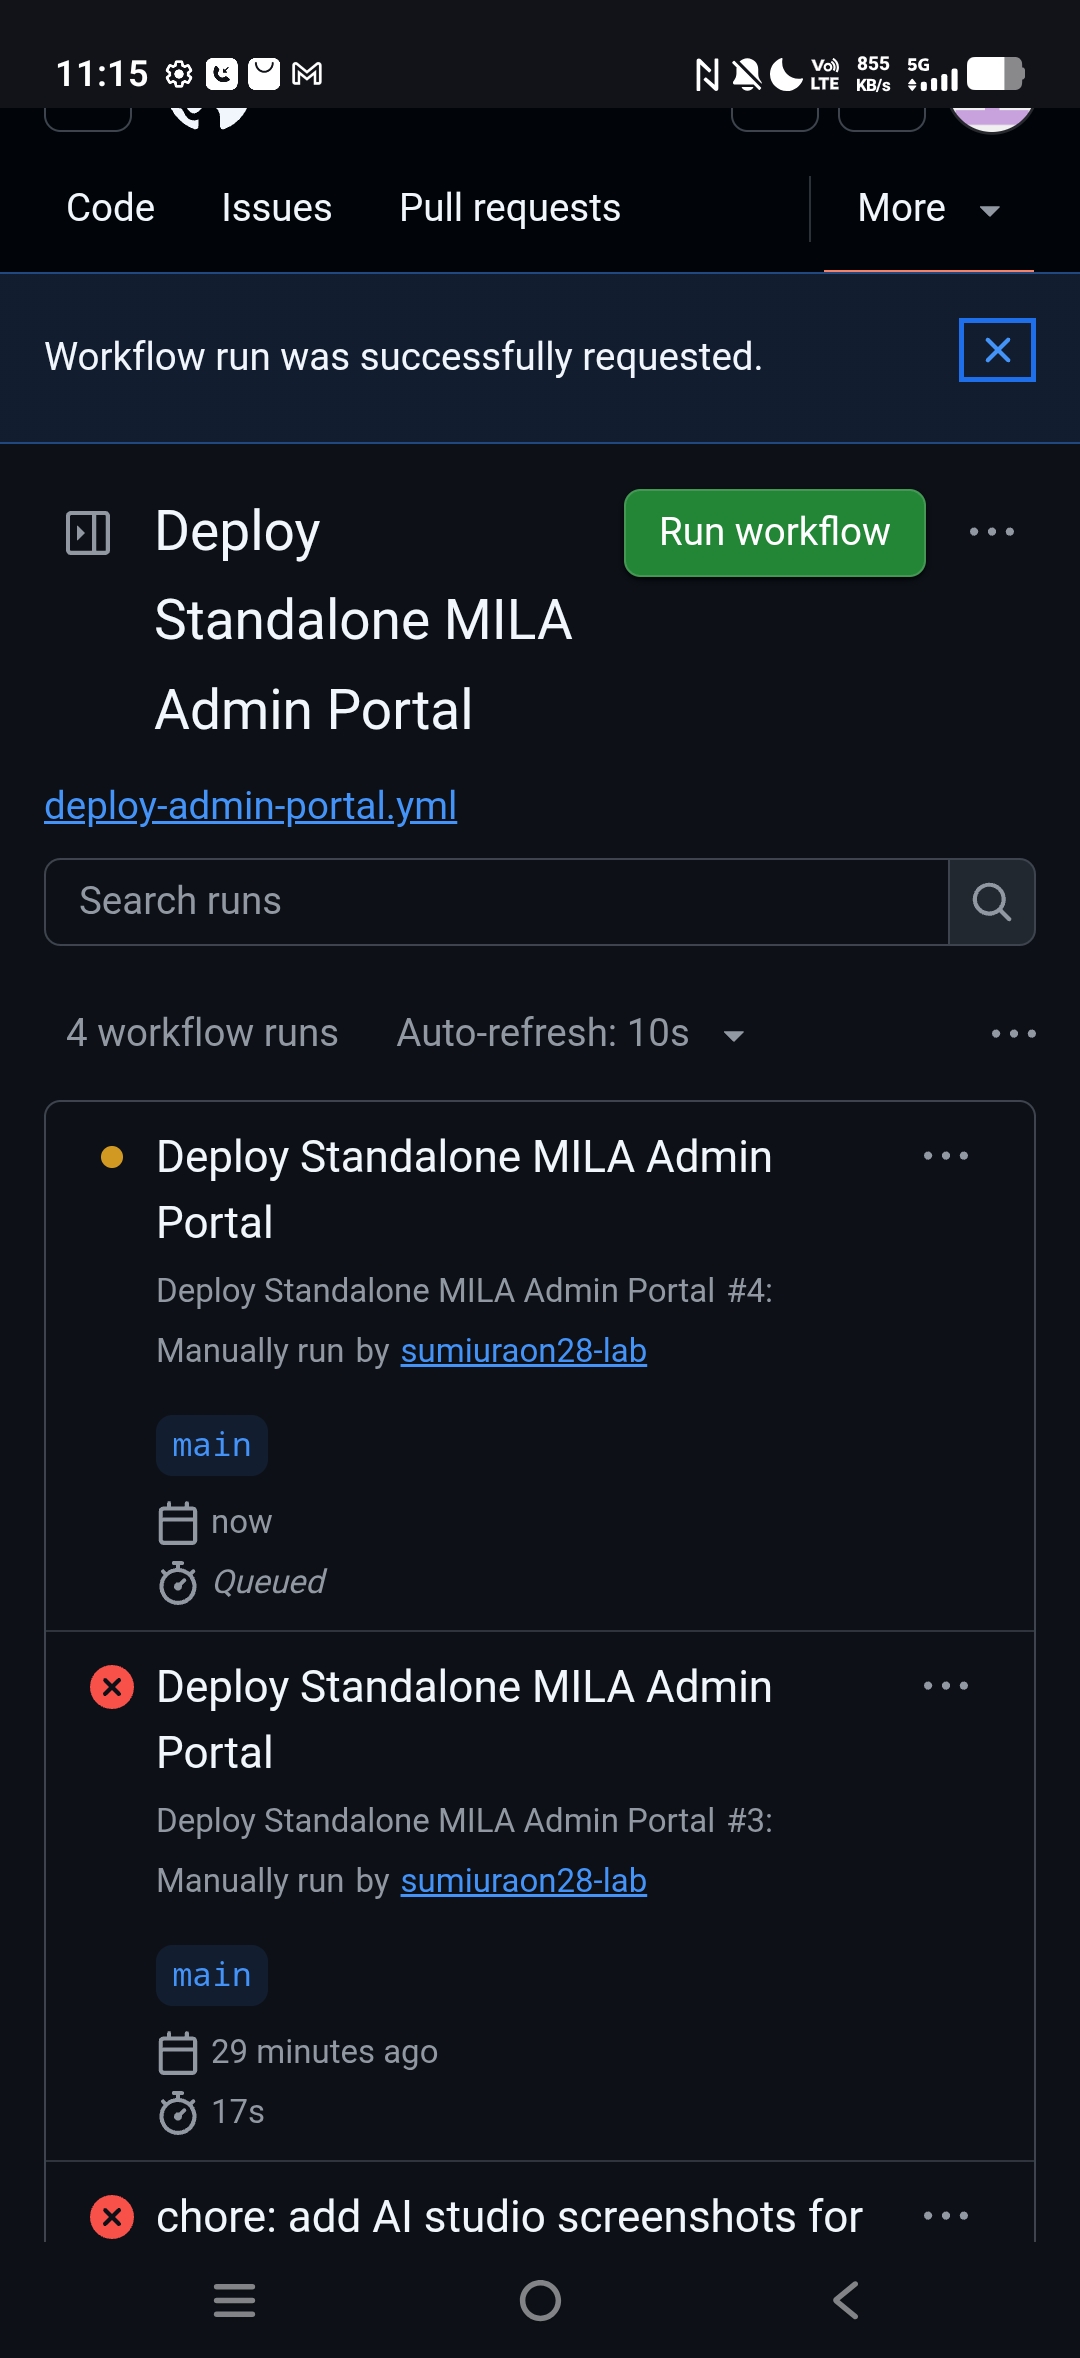 11:15
Vo) LTE
855 KB/s
5G
Code Issues Pull requests More
Workflow run was successfully requested.
Deploy
Standalone MILA
Admin Portal
Run workflow
deploy-admin-portal.yml
Search runs
4 workflow runs Auto-refresh: 10s
Deploy Standalone MILA Admin
Portal
Deploy Standalone MILA Admin Portal #4:
Manually run by sumiuraon28-lab
main
now
Queued
Deploy Standalone MILA Admin
Portal
Deploy Standalone MILA Admin Portal #3:
Manually run by sumiuraon28-lab
main
29 minutes ago
17s
chore: add AI studio screenshots for